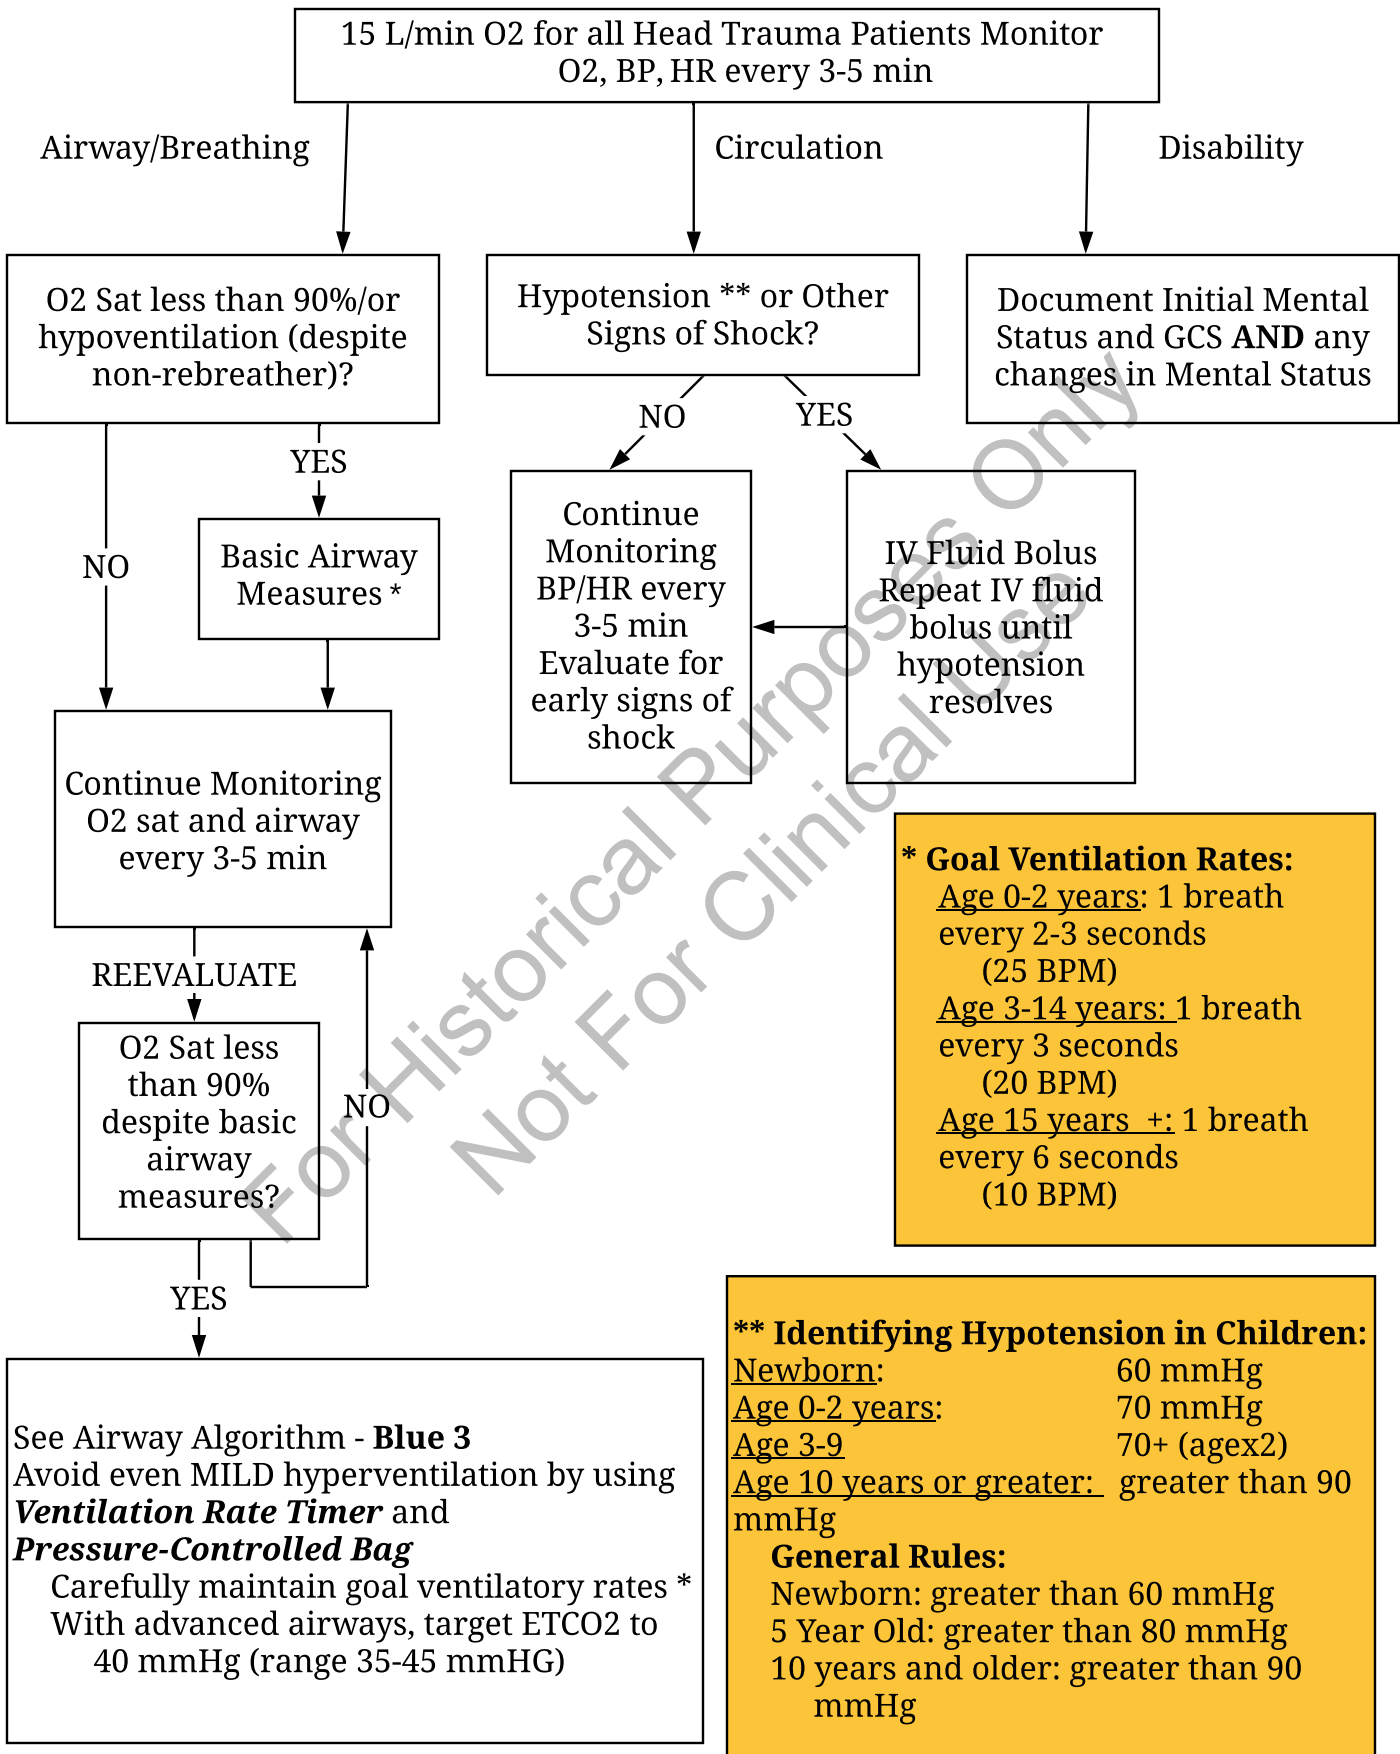 15 L/min O2 for all Head Trauma Patients Monitor
O2, BP, HR every 3-5 min
Airway/Breathing
Circulation
Disability
O2 Sat less than 90%/or
hypoventilation (despite
non-rebreather)?
Hypotension ** or Other
Signs of Shock?
Document Initial Mental
Status and GCS AND any
changes in Mental Status
NO
YES
NO
YES
Basic Airway
Measures *
Continue
Monitoring
BP/HR every
3-5 min
Evaluate for
early signs of
shock
IV Fluid Bolus
Repeat IV fluid
bolus until
hypotension
resolves
Continue Monitoring
O2 sat and airway
every 3-5 min
REEVALUATE
O2 Sat less
than 90%
despite basic
airway
measures?
NO
YES
See Airway Algorithm - Blue 3
Avoid even MILD hyperventilation by using
Ventilation Rate Timer and
Pressure-Controlled Bag
Carefully maintain goal ventilatory rates *
With advanced airways, target ETCO2 to
40 mmHg (range 35-45 mmHG)
* Goal Ventilation Rates:
Age 0-2 years: 1 breath
every 2-3 seconds
(25 BPM)
Age 3-14 years: 1 breath
every 3 seconds
(20 BPM)
Age 15 years +: 1 breath
every 6 seconds
(10 BPM)
** Identifying Hypotension in Children:
Newborn: 60 mmHg
Age 0-2 years: 70 mmHg
Age 3-9 70+ (agex2)
Age 10 years or greater: greater than 90
mmHg
General Rules:
Newborn: greater than 60 mmHg
5 Year Old: greater than 80 mmHg
10 years and older: greater than 90
mmHg
For Historical Purposes Only
Not For Clinical Use